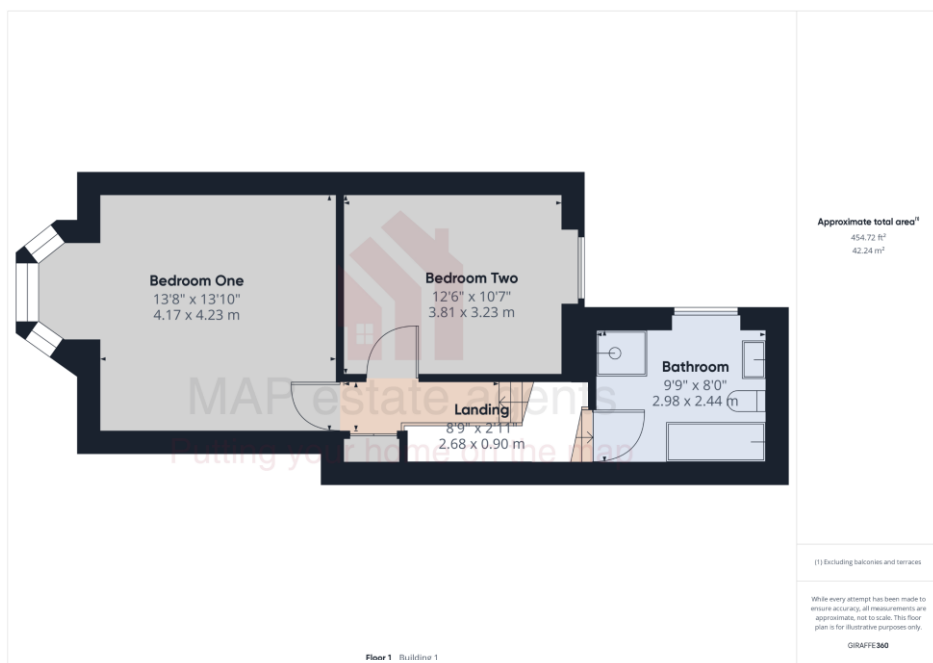 Bedroom One
13'8" x 13'10"
4.17 x 4.23 m
Bedroom Two
12'6" x 10'7"
3.81 x 3.23 m
Bathroom
9'9" x 8'0"
2.98 x 2.44 m
Landing
8'9" x 2'11"
2.68 x 0.90 m
MAP estate agents
Putting your home on the map
Approximate total area⁽¹⁾
454.72 ft²
42.24 m²
(1) Excluding balconies and terraces
While every attempt has been made to
ensure accuracy, all measurements are
approximate, not to scale. This floor
plan is for illustrative purposes only.
GIRAFFE360
Floor 1 Building 1